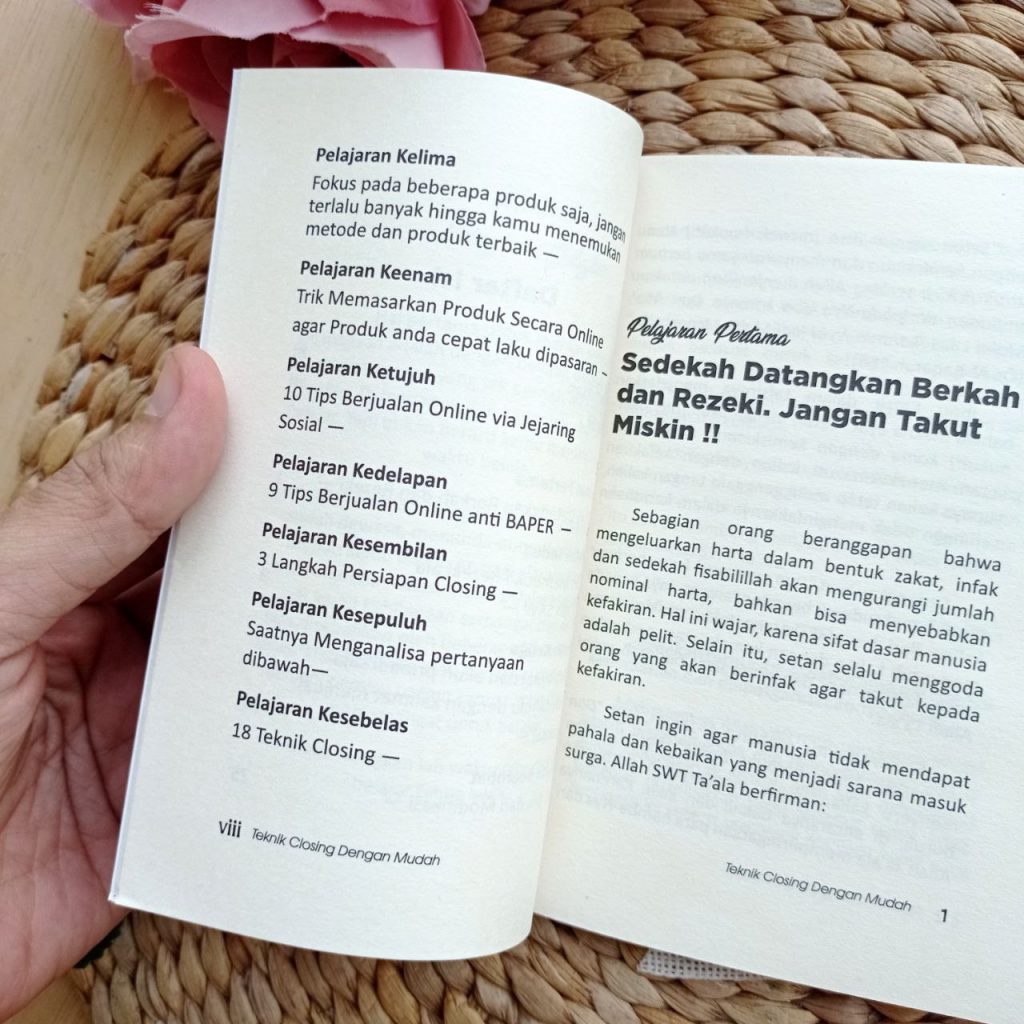 Pelajaran Kelima
Fokus pada beberapa produk saja, jangan
terlalu banyak hingga kamu menemukan
metode dan produk terbaik —
Pelajaran Keenam
Trik Memasarkan Produk Secara Online
agar Produk anda cepat laku dipasaran –
Pelajaran Ketujuh
10 Tips Berjualan Online via Jejaring
Sosial —
Pelajaran Kedelapan
9 Tips Berjualan Online anti BAPER —
Pelajaran Kesembilan
3 Langkah Persiapan Closing —
Pelajaran Kesepuluh
Saatnya Menganalisa pertanyaan
dibawah—
Pelajaran Kesebelas
18 Teknik Closing —
viii Teknik Closing Dengan Mudah
Pelajaran Pertama
Sedekah Datangkan Berkah
dan Rezeki. Jangan Takut
Miskin !!
Sebagian orang beranggapan bahwa
mengeluarkan harta dalam bentuk zakat, infak
dan sedekah fisabilillah akan mengurangi jumlah
nominal harta, bahkan bisa menyebabkan
kefakiran. Hal ini wajar, karena sifat dasar manusia
adalah pelit. Selain itu, setan selalu menggoda
orang yang akan berinfak agar takut kepada
kefakiran.
Setan ingin agar manusia tidak mendapat
pahala dan kebaikan yang menjadi sarana masuk
surga. Allah SWT Ta'ala berfirman:
Teknik Closing Dengan Mudah 1